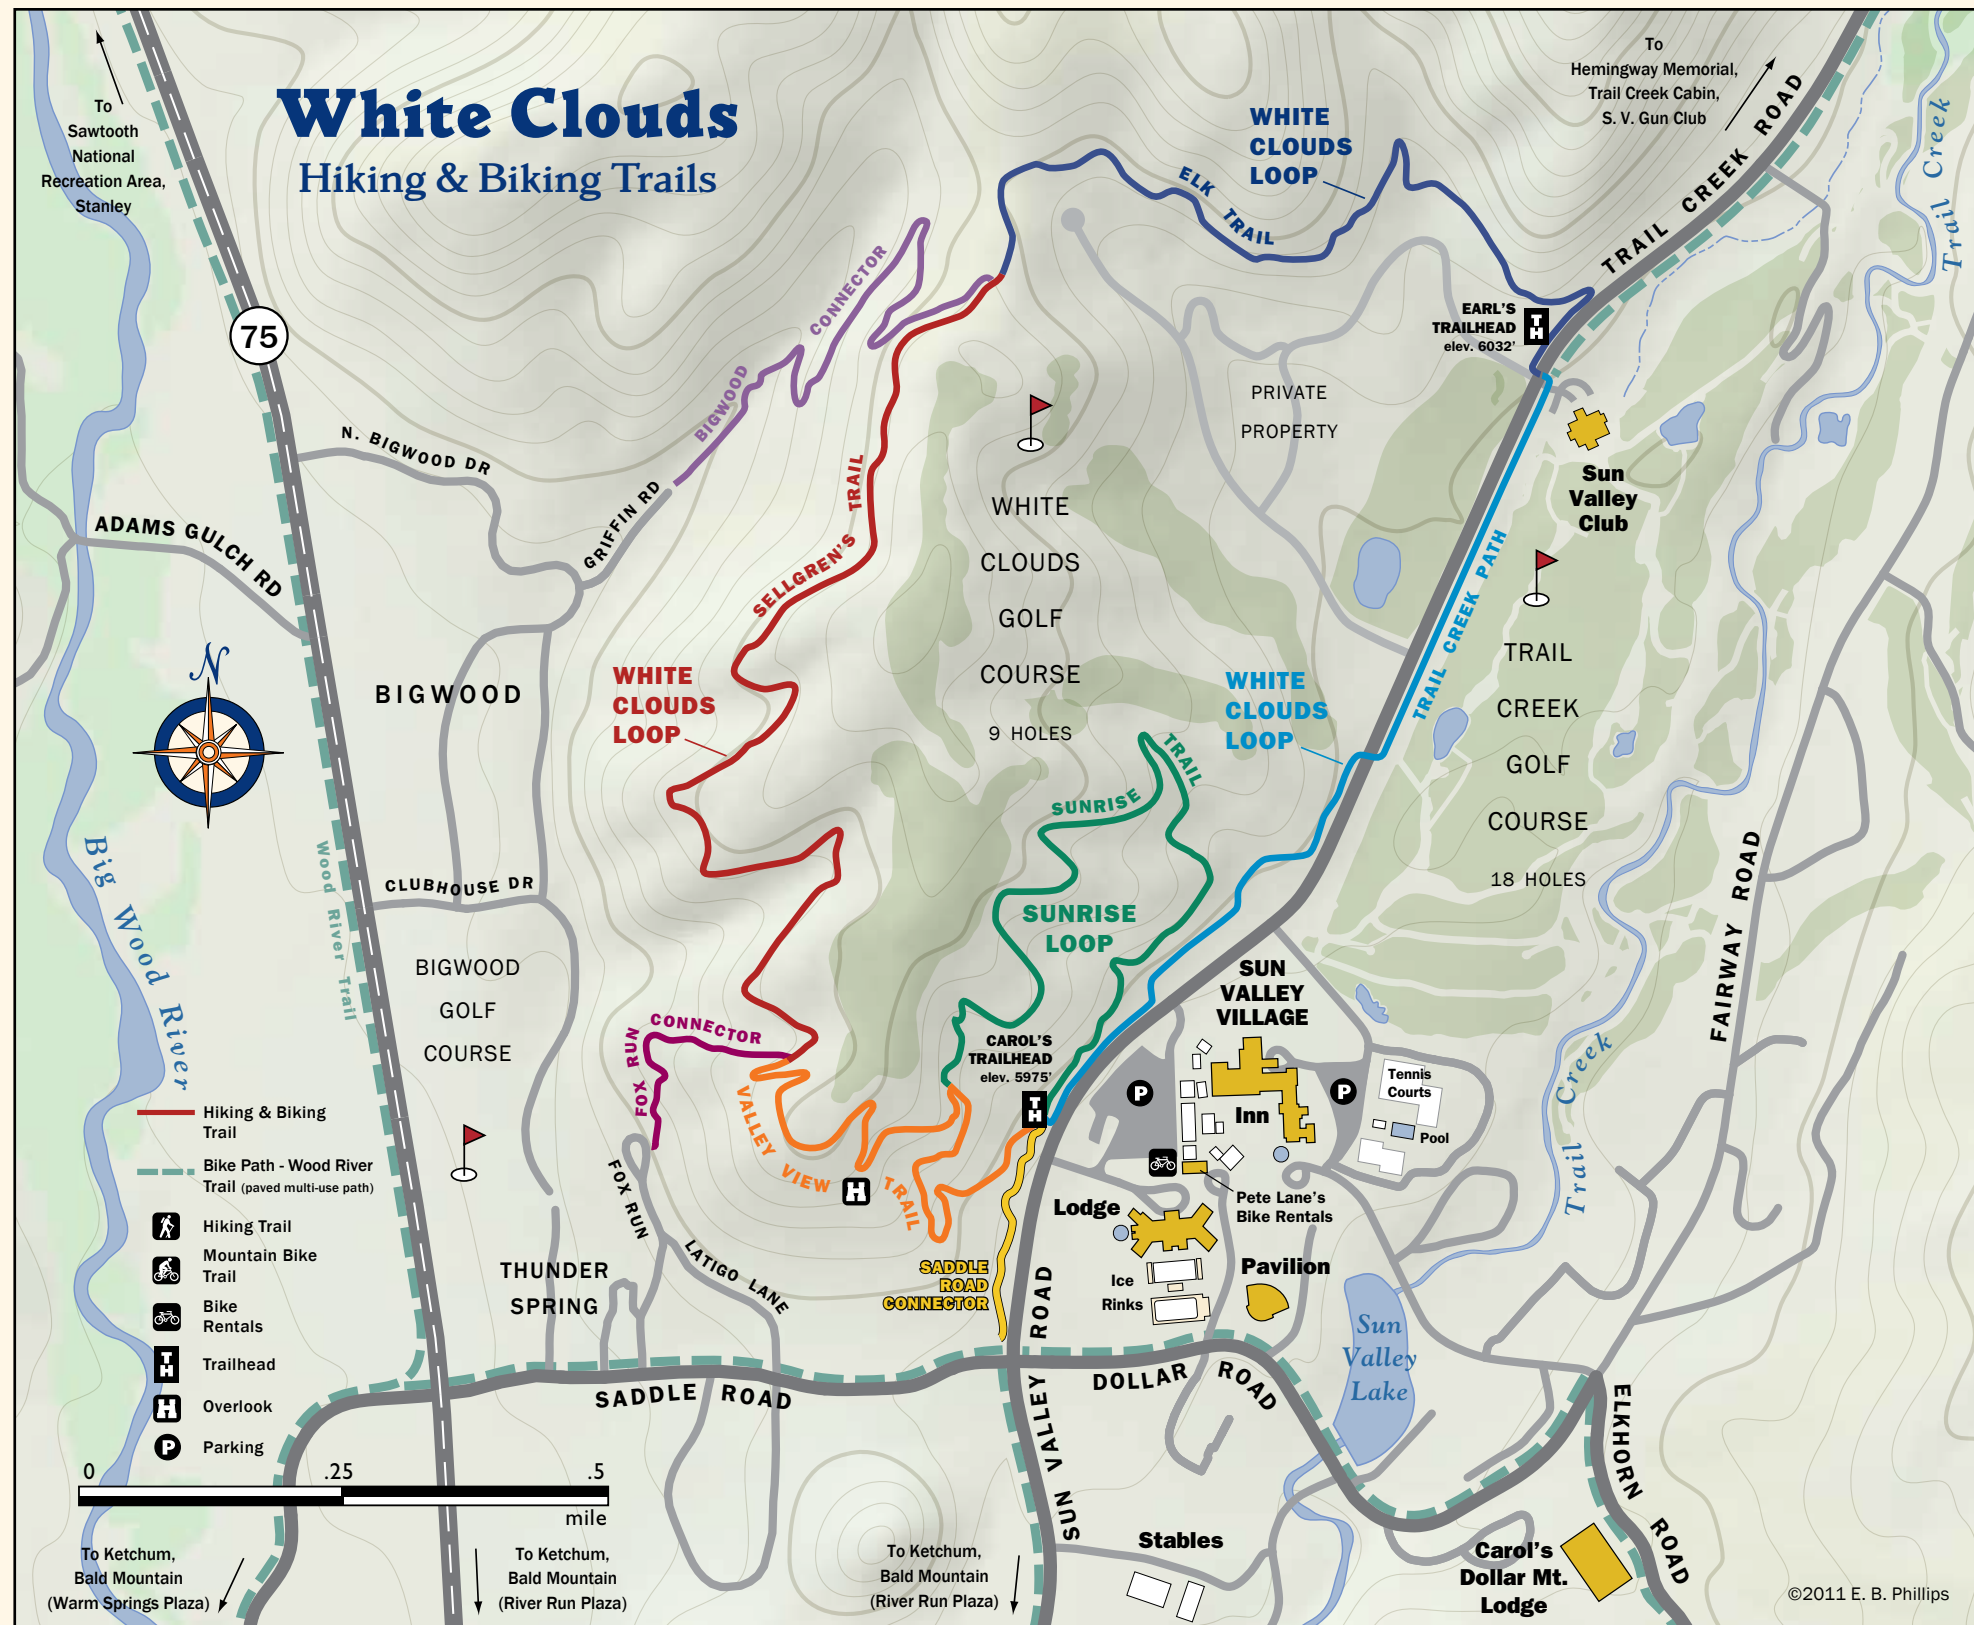 White Clouds
Hiking & Biking Trails
To
Sawtooth
National
Recreation Area,
Stanley
To
Hemingway Memorial,
Trail Creek Cabin,
S. V. Gun Club
TRAIL CREEK ROAD
Trail Creek
Trail Creek
WHITE
CLOUDS
LOOP
ELK TRAIL
EARL'S
TRAILHEAD
elev. 6032'
TH
75
BIGWOOD CONNECTOR
N. BIGWOOD DR
GRIFFIN RD
ADAMS GULCH RD
SELLGREN'S TRAIL
PRIVATE
PROPERTY
WHITE
CLOUDS
GOLF
COURSE
9 HOLES
Sun
Valley
Club
TRAIL CREEK PATH
TRAIL
CREEK
GOLF
COURSE
18 HOLES
N
BIGWOOD
WHITE
CLOUDS
LOOP
WHITE
CLOUDS
LOOP
SUNRISE TRAIL
SUNRISE
LOOP
Big Wood River
Wood River Trail
CLUBHOUSE DR
BIGWOOD
GOLF
COURSE
FAIRWAY ROAD
SUN
VALLEY
VILLAGE
FOX RUN CONNECTOR
CAROL'S
TRAILHEAD
elev. 5975'
TH
P
P
Tennis
Courts
Pool
Inn
VALLEY VIEW TRAIL
H
FOX RUN
LATIGO LANE
Trail Creek
Pete Lane's
Bike Rentals
Lodge
Pavilion
Ice
Rinks
THUNDER
SPRING
SADDLE
ROAD
CONNECTOR
SUN VALLEY ROAD
SADDLE ROAD
DOLLAR ROAD
Sun
Valley
Lake
ELKHORN ROAD
Hiking & Biking
Trail
Bike Path - Wood River
Trail (paved multi-use path)
Hiking Trail
Mountain Bike
Trail
Bike
Rentals
TH
Trailhead
H
Overlook
P
Parking
0 .25 .5
mile
To Ketchum,
Bald Mountain
(Warm Springs Plaza)
To Ketchum,
Bald Mountain
(River Run Plaza)
To Ketchum,
Bald Mountain
(River Run Plaza)
Stables
Carol's
Dollar Mt.
Lodge
©2011 E. B. Phillips